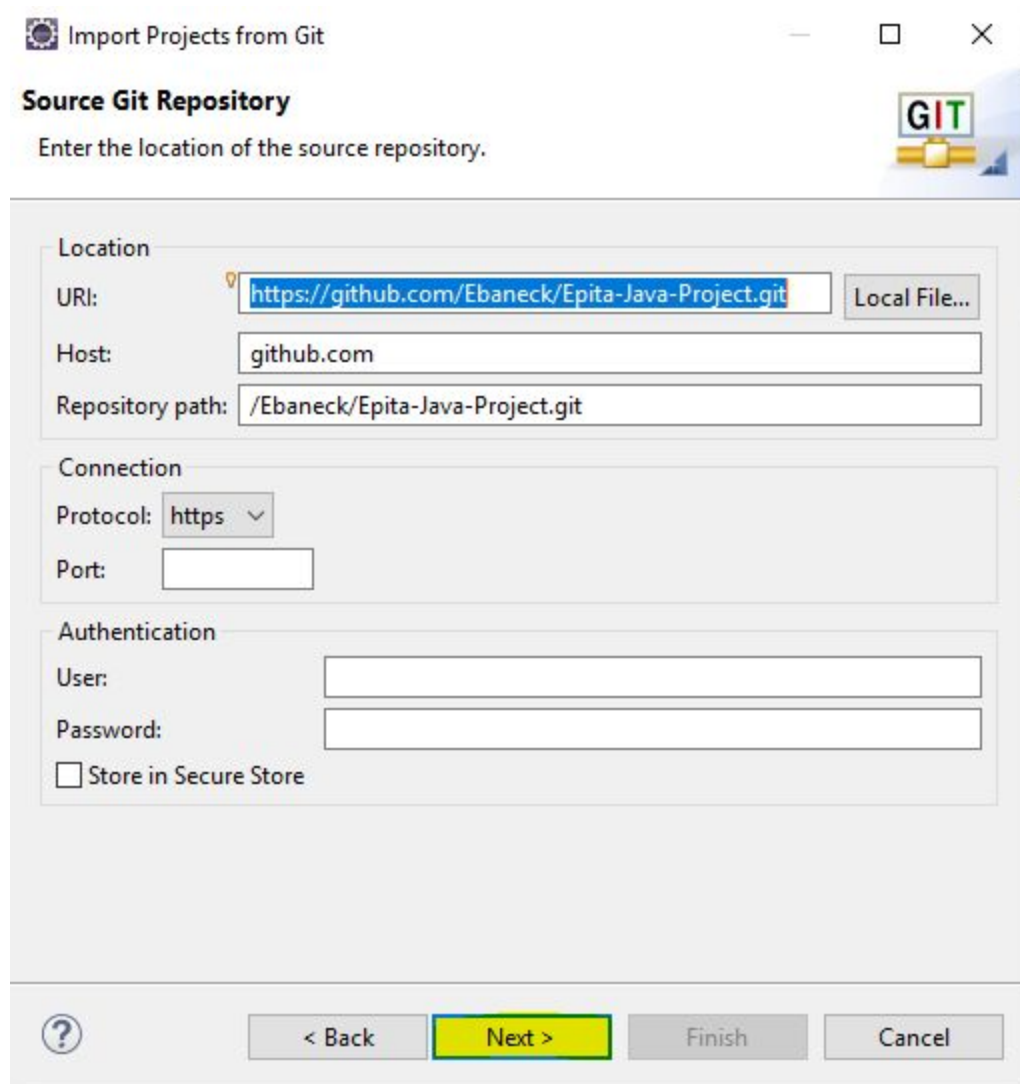 Import Projects from Git
Source Git Repository
GIT
Enter the location of the source repository.
Location
URI: https://github.com/Ebaneck/Epita-Java-Project.git Local File...
Host: github.com
Repository path: /Ebaneck/Epita-Java-Project.git
Connection
Protocol: https
Port:
Authentication
User:
Password:
Store in Secure Store
? < Back Next > Finish Cancel